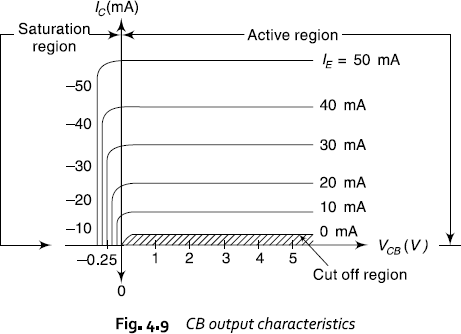 I_C(mA)
Saturation region
Active region
I_E = 50 mA
–50
40 mA
–40
30 mA
–30
20 mA
–20
10 mA
–10
0 mA
–0.25
1 2 3 4 5
V_CB (V)
0
Cut off region
Fig. 4.9 CB output characteristics